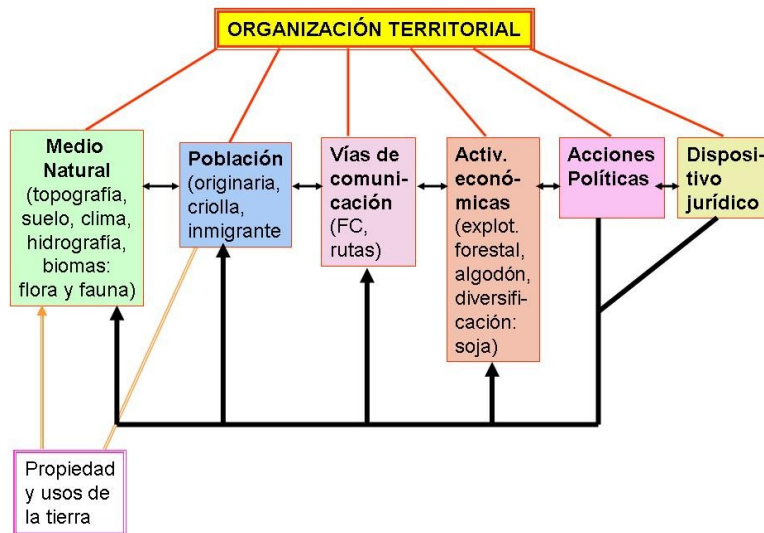 ORGANIZACIÓN TERRITORIAL
Medio
Natural
(topografía,
suelo, clima,
hidrografía,
biomas:
flora y fauna)
Población
(originaria,
criolla,
inmigrante
Vías de
comuni-
cación
(FC,
rutas)
Activ.
econó-
micas
(explot.
forestal,
algodón,
diversifi-
cación:
soja)
Acciones
Políticas
Disposi-
tivo
jurídico
Propiedad
y usos de
la tierra